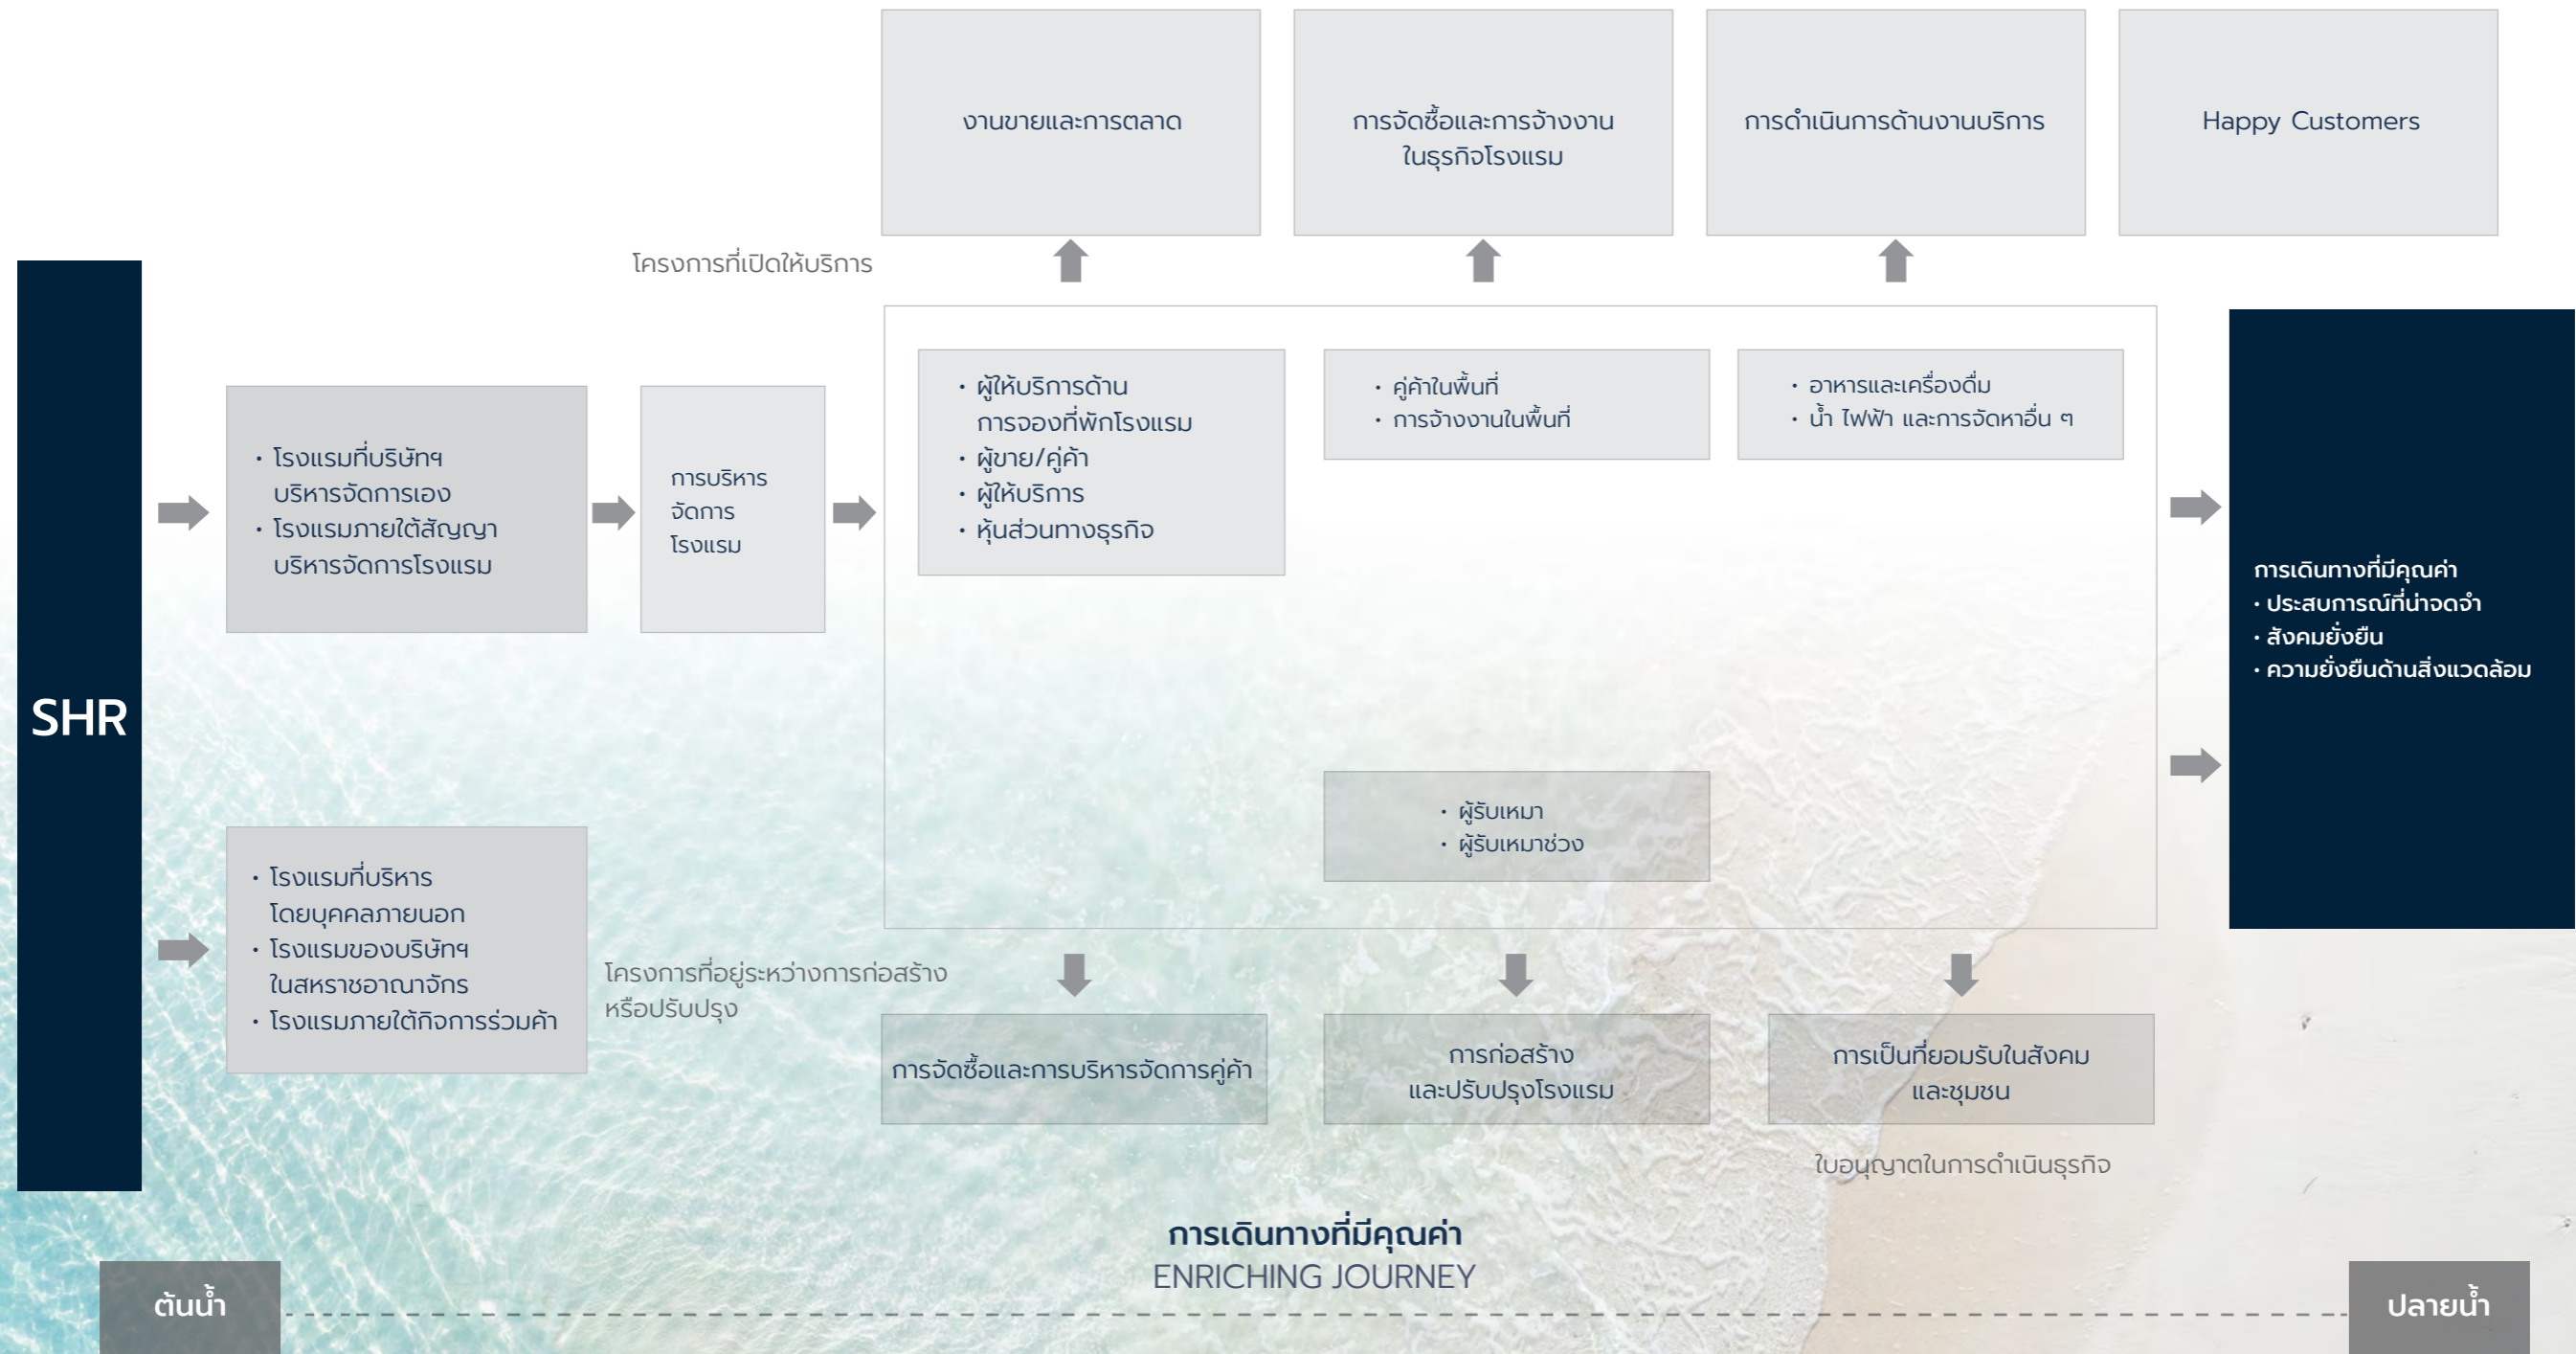 งานขายและการตลาด
การจัดซื้อและการจ้างงาน
ในธุรกิจโรงแรม
การดำเนินการด้านงานบริการ
Happy Customers
โครงการที่เปิดให้บริการ
SHR
• โรงแรมที่บริษัทฯ
บริหารจัดการเอง
• โรงแรมภายใต้สัญญา
บริหารจัดการโรงแรม
การบริหาร
จัดการ
โรงแรม
• ผู้ให้บริการด้าน
การจองที่พักโรงแรม
• ผู้ขาย/คู่ค้า
• ผู้ให้บริการ
• หุ้นส่วนทางธุรกิจ
• คู่ค้าในพื้นที่
• การจ้างงานในพื้นที่
• อาหารและเครื่องดื่ม
• น้ำ ไฟฟ้า และการจัดหาอื่น ๆ
การเดินทางที่มีคุณค่า
• ประสบการณ์ที่น่าจดจำ
• สังคมยั่งยืน
• ความยั่งยืนด้านสิ่งแวดล้อม
• ผู้รับเหมา
• ผู้รับเหมาช่วง
• โรงแรมที่บริหาร
โดยบุคคลภายนอก
• โรงแรมของบริษัทฯ
ในสหราชอาณาจักร
• โรงแรมภายใต้กิจการร่วมค้า
โครงการที่อยู่ระหว่างการก่อสร้าง
หรือปรับปรุง
การจัดซื้อและการบริหารจัดการคู่ค้า
การก่อสร้าง
และปรับปรุงโรงแรม
การเป็นที่ยอมรับในสังคม
และชุมชน
ใบอนุญาตในการดำเนินธุรกิจ
การเดินทางที่มีคุณค่า
ENRICHING JOURNEY
ต้นน้ำ
ปลายน้ำ